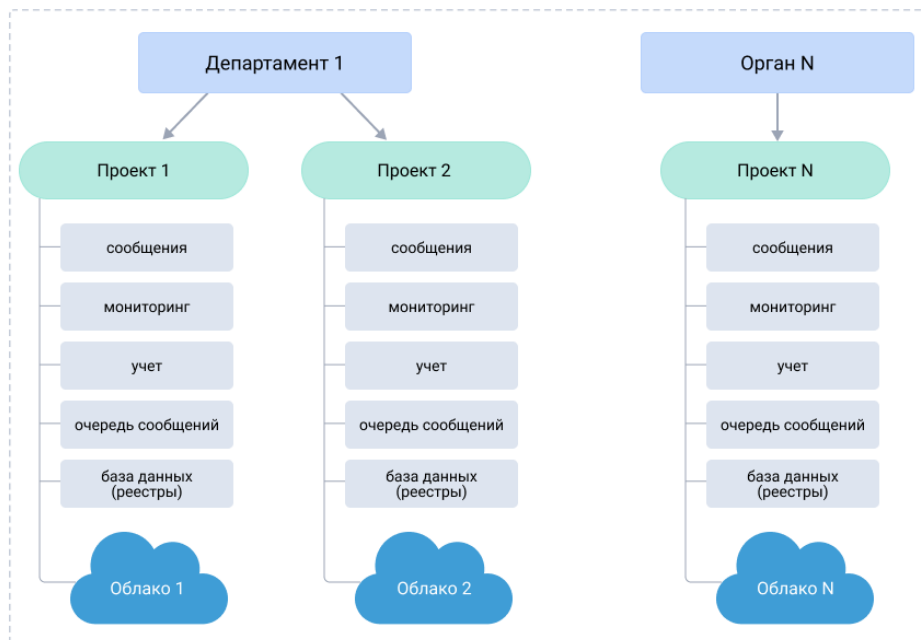 Департамент 1
Орган N
Проект 1
Проект 2
Проект N
сообщения
сообщения
сообщения
мониторинг
мониторинг
мониторинг
учет
учет
учет
очередь сообщений
очередь сообщений
очередь сообщений
база данных
(реестры)
база данных
(реестры)
база данных
(реестры)
Облако 1
Облако 2
Облако N